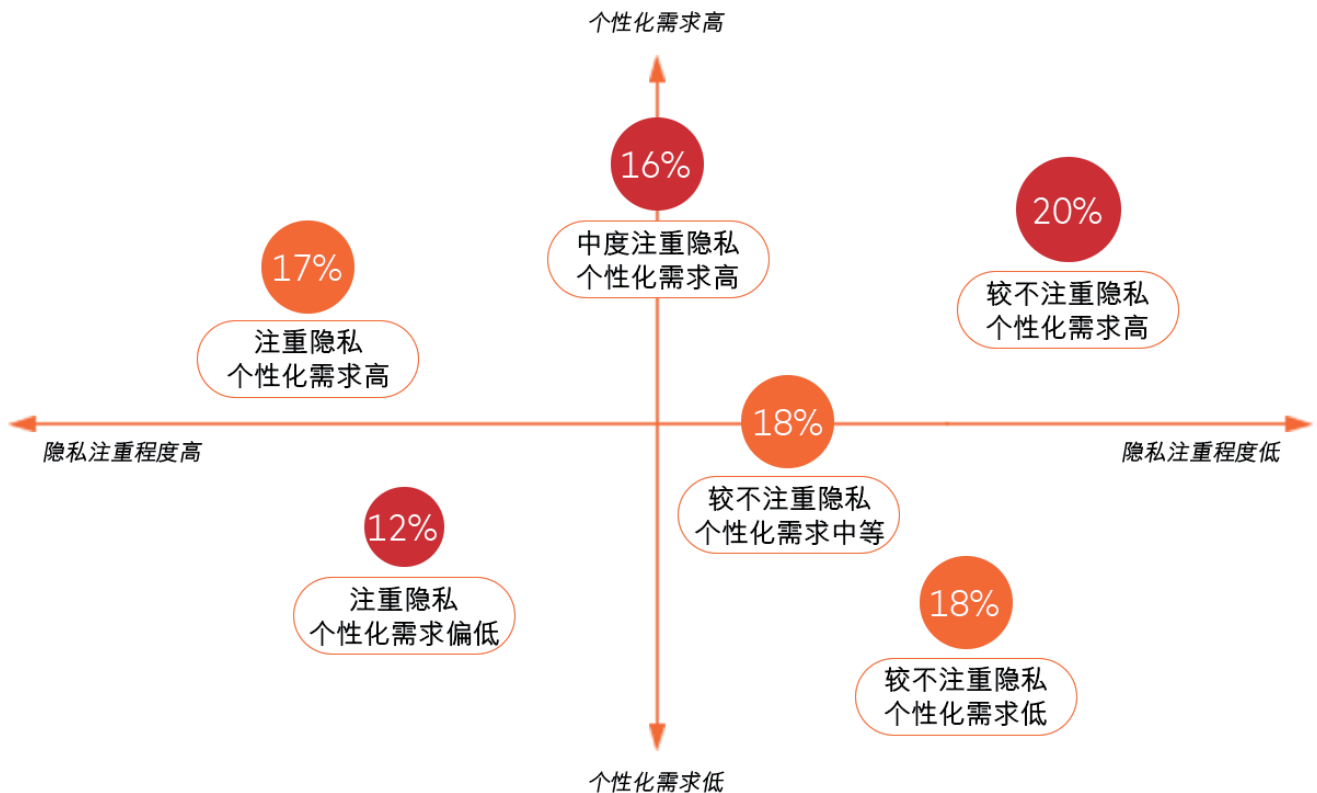 个性化需求高
16%
中度注重隐私
个性化需求高
20%
较不注重隐私
个性化需求高
17%
注重隐私
个性化需求高
18%
较不注重隐私
个性化需求中等
隐私注重程度高
隐私注重程度低
12%
注重隐私
个性化需求偏低
18%
较不注重隐私
个性化需求低
个性化需求低